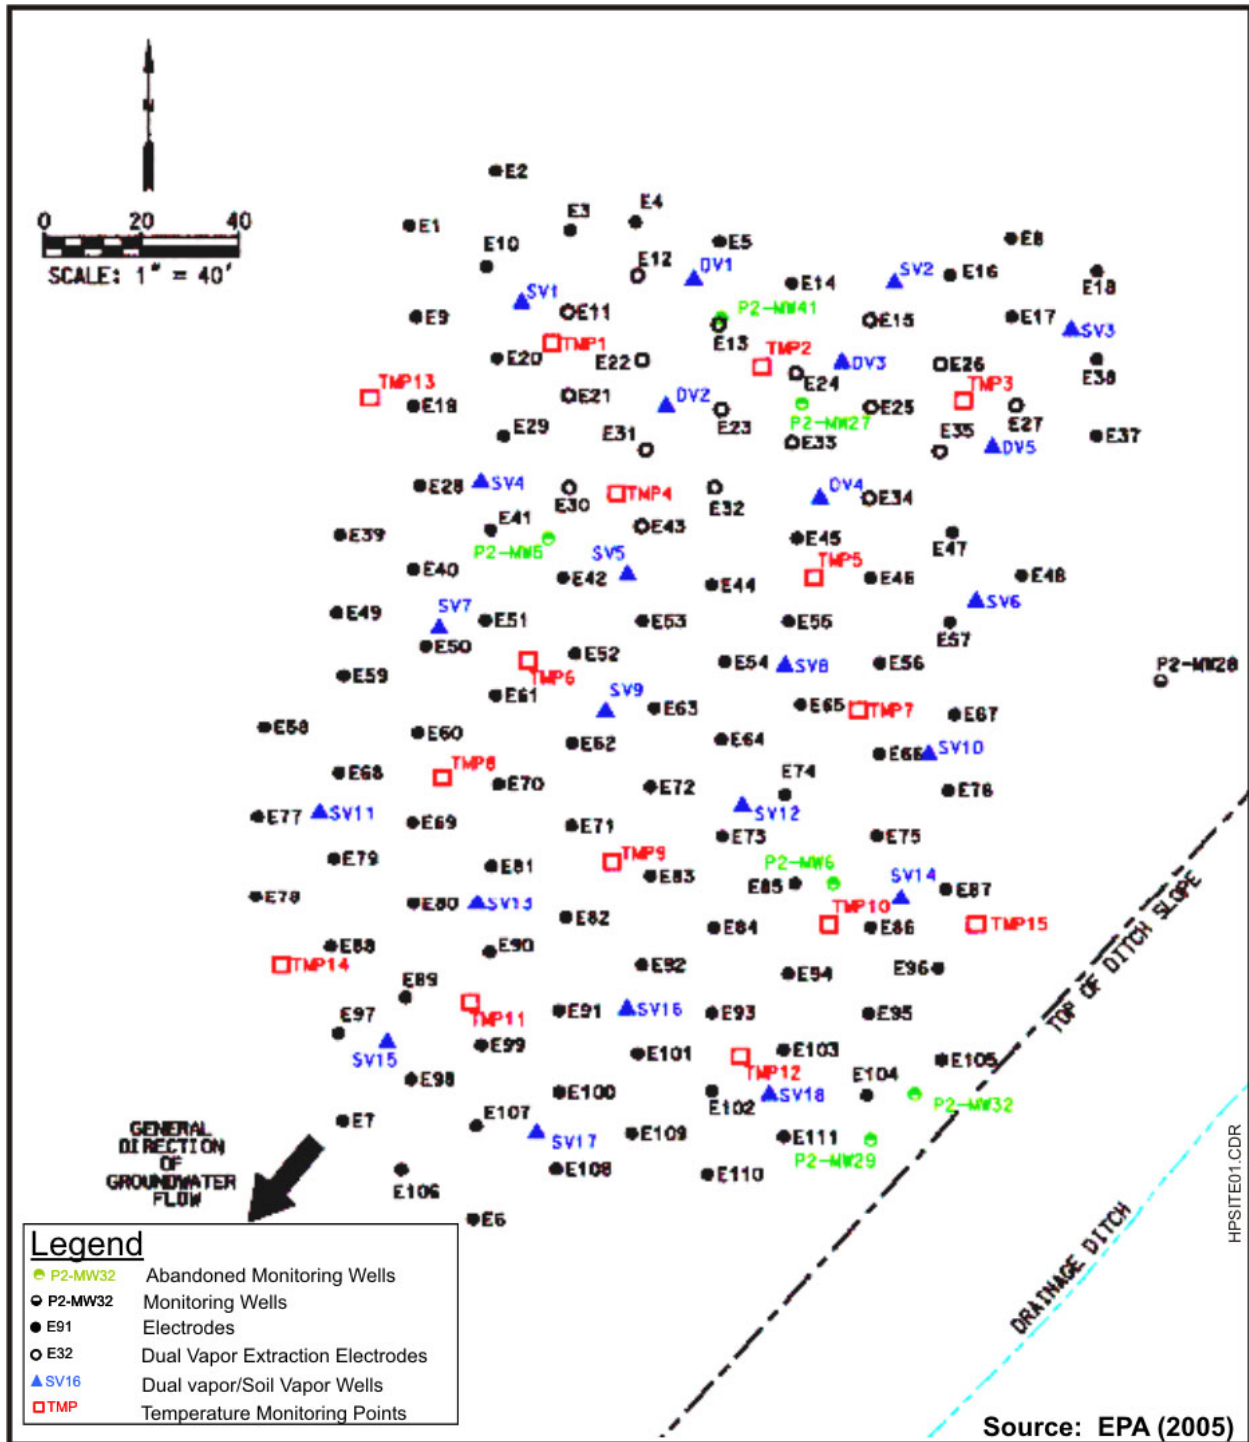 E2
0 20 40
SCALE: 1" = 40'
E1
E3
E4
E5
E8
E10
E12
DV1
E14
SV2
E16
E18
SV1
E11
P2-MW41
E15
E17
SV3
E9
E13
TMP1
TMP2
E20
E22
DV3
E26
E38
TMP13
E24
TMP3
E21
DV2
E19
E23
P2-MW27
E25
E27
E29
E31
E33
E35
DV5
E37
E28
SV4
E30
TMP4
E32
DV4
E34
E41
E43
E39
P2-MW5
E45
E47
SV5
TMP5
E40
E42
E44
E46
E48
SV6
E49
SV7
E51
E53
E55
E57
E50
E52
E54
SV8
E56
P2-MW28
E59
TMP6
E61
SV9
E63
E65
TMP7
E67
E58
E60
E62
E64
E66
SV10
E68
TMP8
E70
E72
E74
E76
E77
SV11
E69
E71
SV12
E73
E75
E79
E81
TMP9
P2-MW6
E83
E85
SV14
E87
E78
E80
SV13
E82
TMP10
E84
E86
TMP15
E88
E90
TMP14
E92
E94
E96
E89
TMP11
E91
SV16
E93
E95
TOP OF DITCH SLOPE
E97
SV15
E99
E101
TMP12
E103
E105
E98
E100
E102
SV18
E104
P2-MW32
E7
E107
SV17
E109
E111
P2-MW29
E106
E108
E110
E6
GENERAL
DIRECTION
OF
GROUNDWATER
FLOW
DRAINAGE DITCH
HPSITE01.CDR
Legend
P2-MW32 Abandoned Monitoring Wells
P2-MW32 Monitoring Wells
E91 Electrodes
E32 Dual Vapor Extraction Electrodes
SV16 Dual vapor/Soil Vapor Wells
TMP Temperature Monitoring Points
Source: EPA (2005)